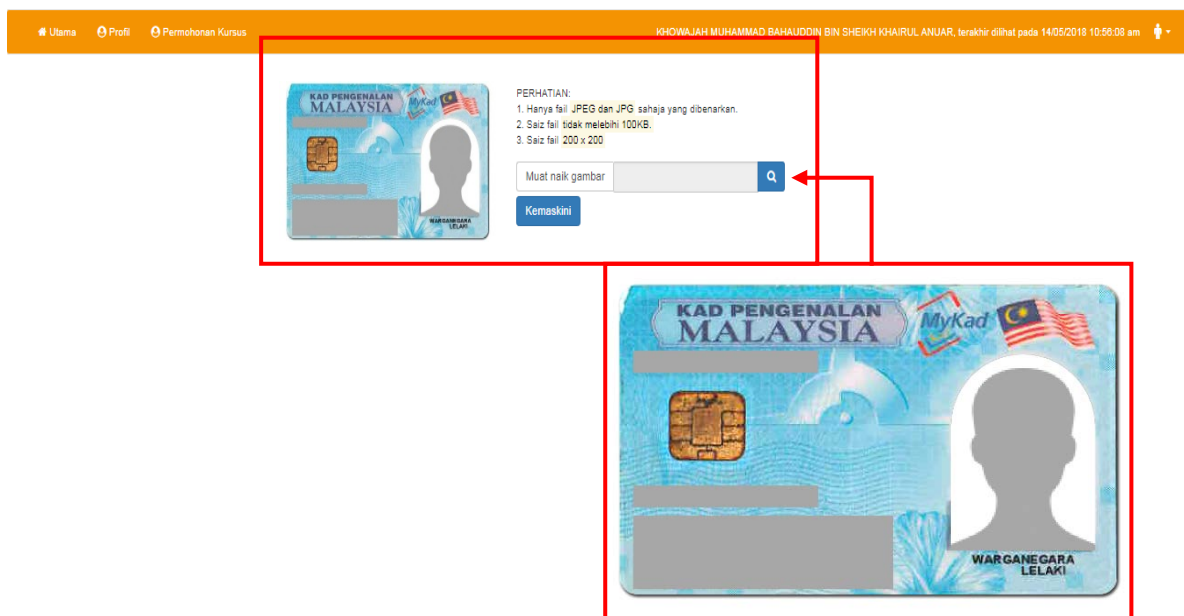 Utama Profil Permohonan Kursus KHOWAJAH MUHAMMAD BAHAUDDIN BIN SHEIKH KHAIRUL ANUAR, terakhir dilihat pada 14/05/2018 10:56:08 am
KAD PENGENALAN
MALAYSIA
MyKad
WARGANEGARA
LELAKI
PERHATIAN:
1. Hanya fail JPEG dan JPG sahaja yang dibenarkan.
2. Saiz fail tidak melebihi 100KB.
3. Saiz fail 200 x 200
Muat naik gambar
Kemaskini
KAD PENGENALAN
MALAYSIA
MyKad
WARGANEGARA
LELAKI